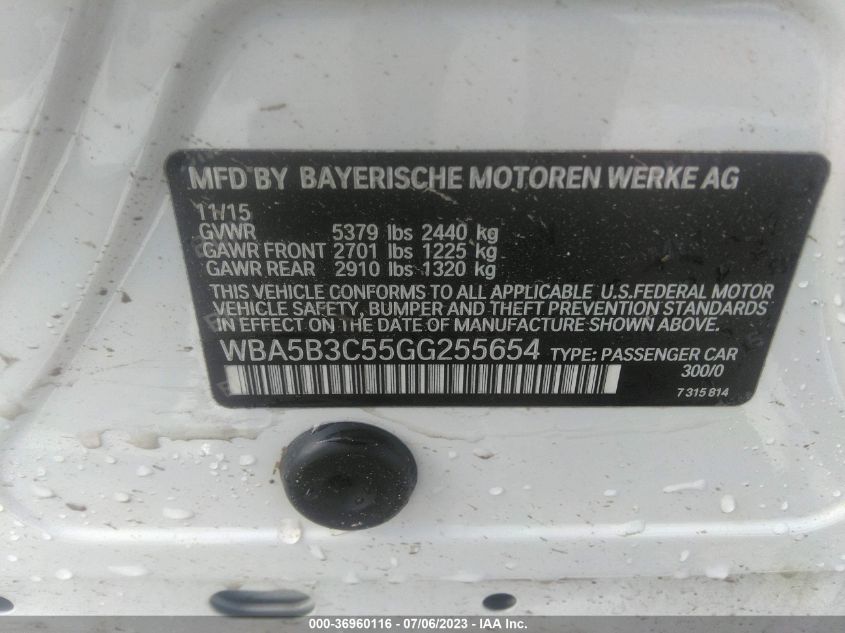 MFD BY BAYERISCHE MOTOREN WERKE AG
11/15
GVWR 5379 lbs 2440 kg
GAWR FRONT 2701 lbs 1225 kg
GAWR REAR 2910 lbs 1320 kg
THIS VEHICLE CONFORMS TO ALL APPLICABLE U.S.FEDERAL MOTOR
VEHICLE SAFETY, BUMPER AND THEFT PREVENTION STANDARDS
IN EFFECT ON THE DATE OF MANUFACTURE SHOWN ABOVE.
WBA5B3C55GG255654 TYPE: PASSENGER CAR
300/0
7 315 814
000-36960116 - 07/06/2023 - IAA Inc.